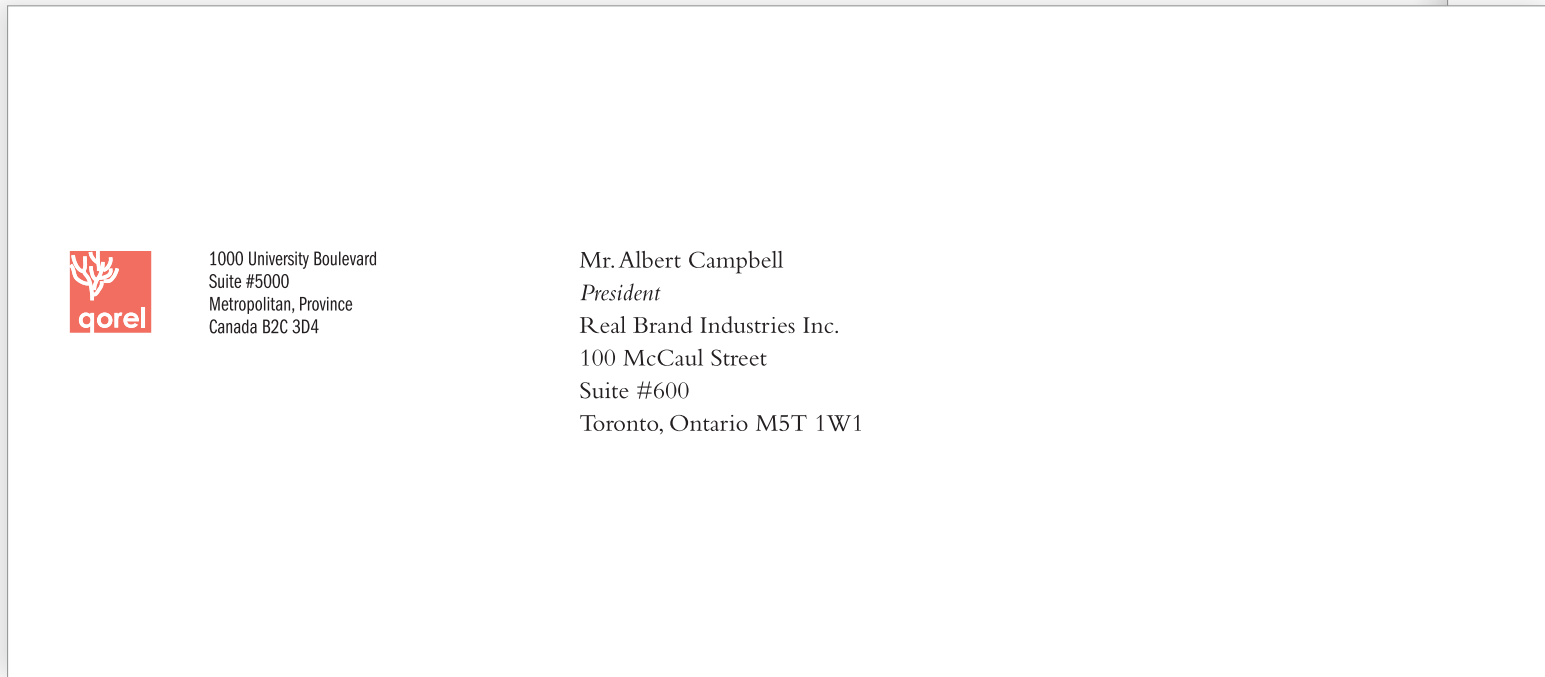 qorel
1000 University Boulevard
Suite #5000
Metropolitan, Province
Canada B2C 3D4
Mr. Albert Campbell
President
Real Brand Industries Inc.
100 McCaul Street
Suite #600
Toronto, Ontario M5T 1W1